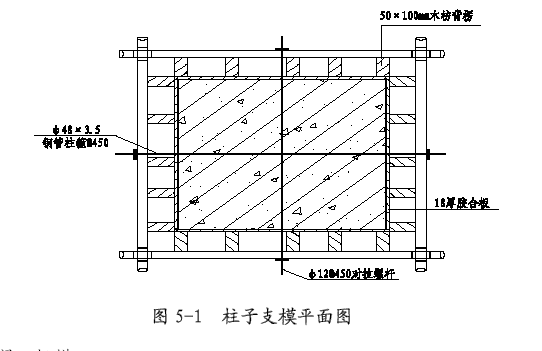 50×100mm木枋背楞
φ48×3.5
钢管柱箍@450
18厚胶合板
φ12@450对拉螺杆
图 5-1 柱子支模平面图